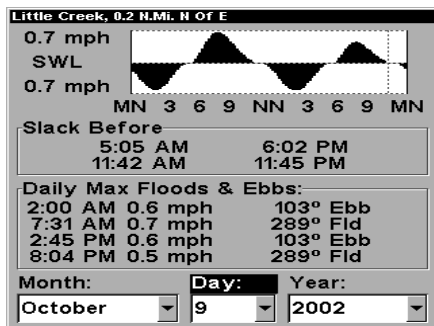 Little Creek, 0.2 N.Mi. N Of E
0.7 mph
SWL
0.7 mph
MN 3 6 9 NN 3 6 9 MN
Slack Before
5:05 AM 6:02 PM
11:42 AM 11:45 PM
Daily Max Floods & Ebbs:
2:00 AM 0.6 mph 103º Ebb
7:31 AM 0.7 mph 289º Fld
2:45 PM 0.6 mph 103º Ebb
8:04 PM 0.5 mph 289º Fld
Month: Day: Year:
October 9 2002